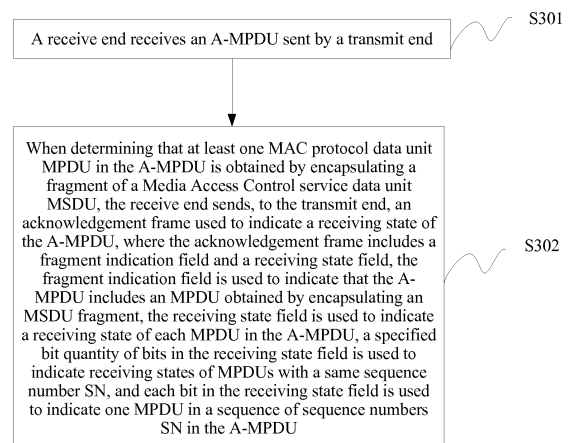 S301
A receive end receives an A-MPDU sent by a transmit end
When determining that at least one MAC protocol data unit
MPDU in the A-MPDU is obtained by encapsulating a
fragment of a Media Access Control service data unit
MSDU, the receive end sends, to the transmit end, an
acknowledgement frame used to indicate a receiving state of
the A-MPDU, where the acknowledgement frame includes a
fragment indication field and a receiving state field, the
fragment indication field is used to indicate that the A-
MPDU includes an MPDU obtained by encapsulating an
MSDU fragment, the receiving state field is used to indicate
a receiving state of each MPDU in the A-MPDU, a specified
bit quantity of bits in the receiving state field is used to
indicate receiving states of MPDUs with a same sequence
number SN, and each bit in the receiving state field is used
to indicate one MPDU in a sequence of sequence numbers
SN in the A-MPDU
S302